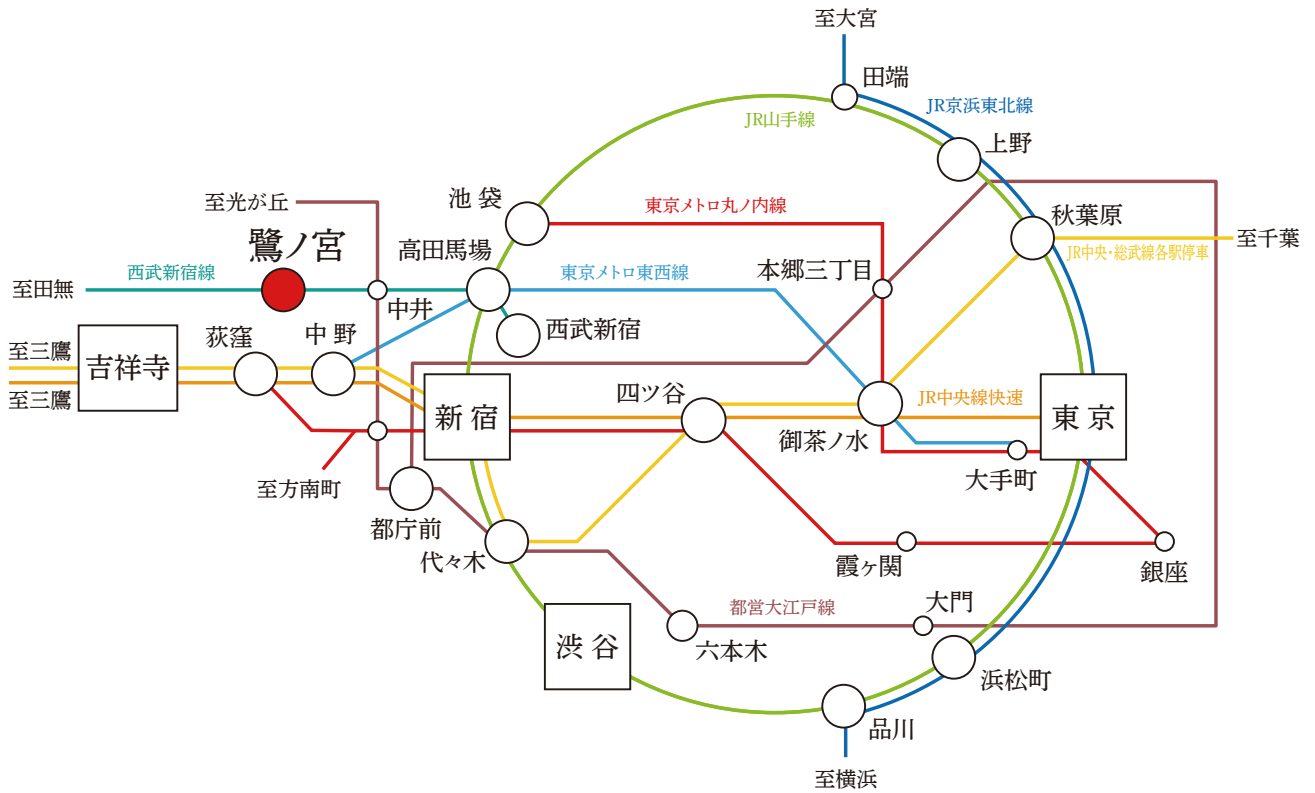 至大宮
田端
JR京浜東北線
JR山手線
上野
至光が丘
池袋
東京メトロ丸ノ内線
秋葉原
鷺ノ宮
高田馬場
至千葉
JR中央・総武線各駅停車
西武新宿線
東京メトロ東西線
本郷三丁目
至田無
中井
西武新宿
荻窪
中野
至三鷹
吉祥寺
至三鷹
新宿
四ツ谷
JR中央線快速
東京
御茶ノ水
大手町
至方南町
都庁前
代々木
霞ヶ関
銀座
都営大江戸線
大門
渋谷
六本木
浜松町
品川
至横浜